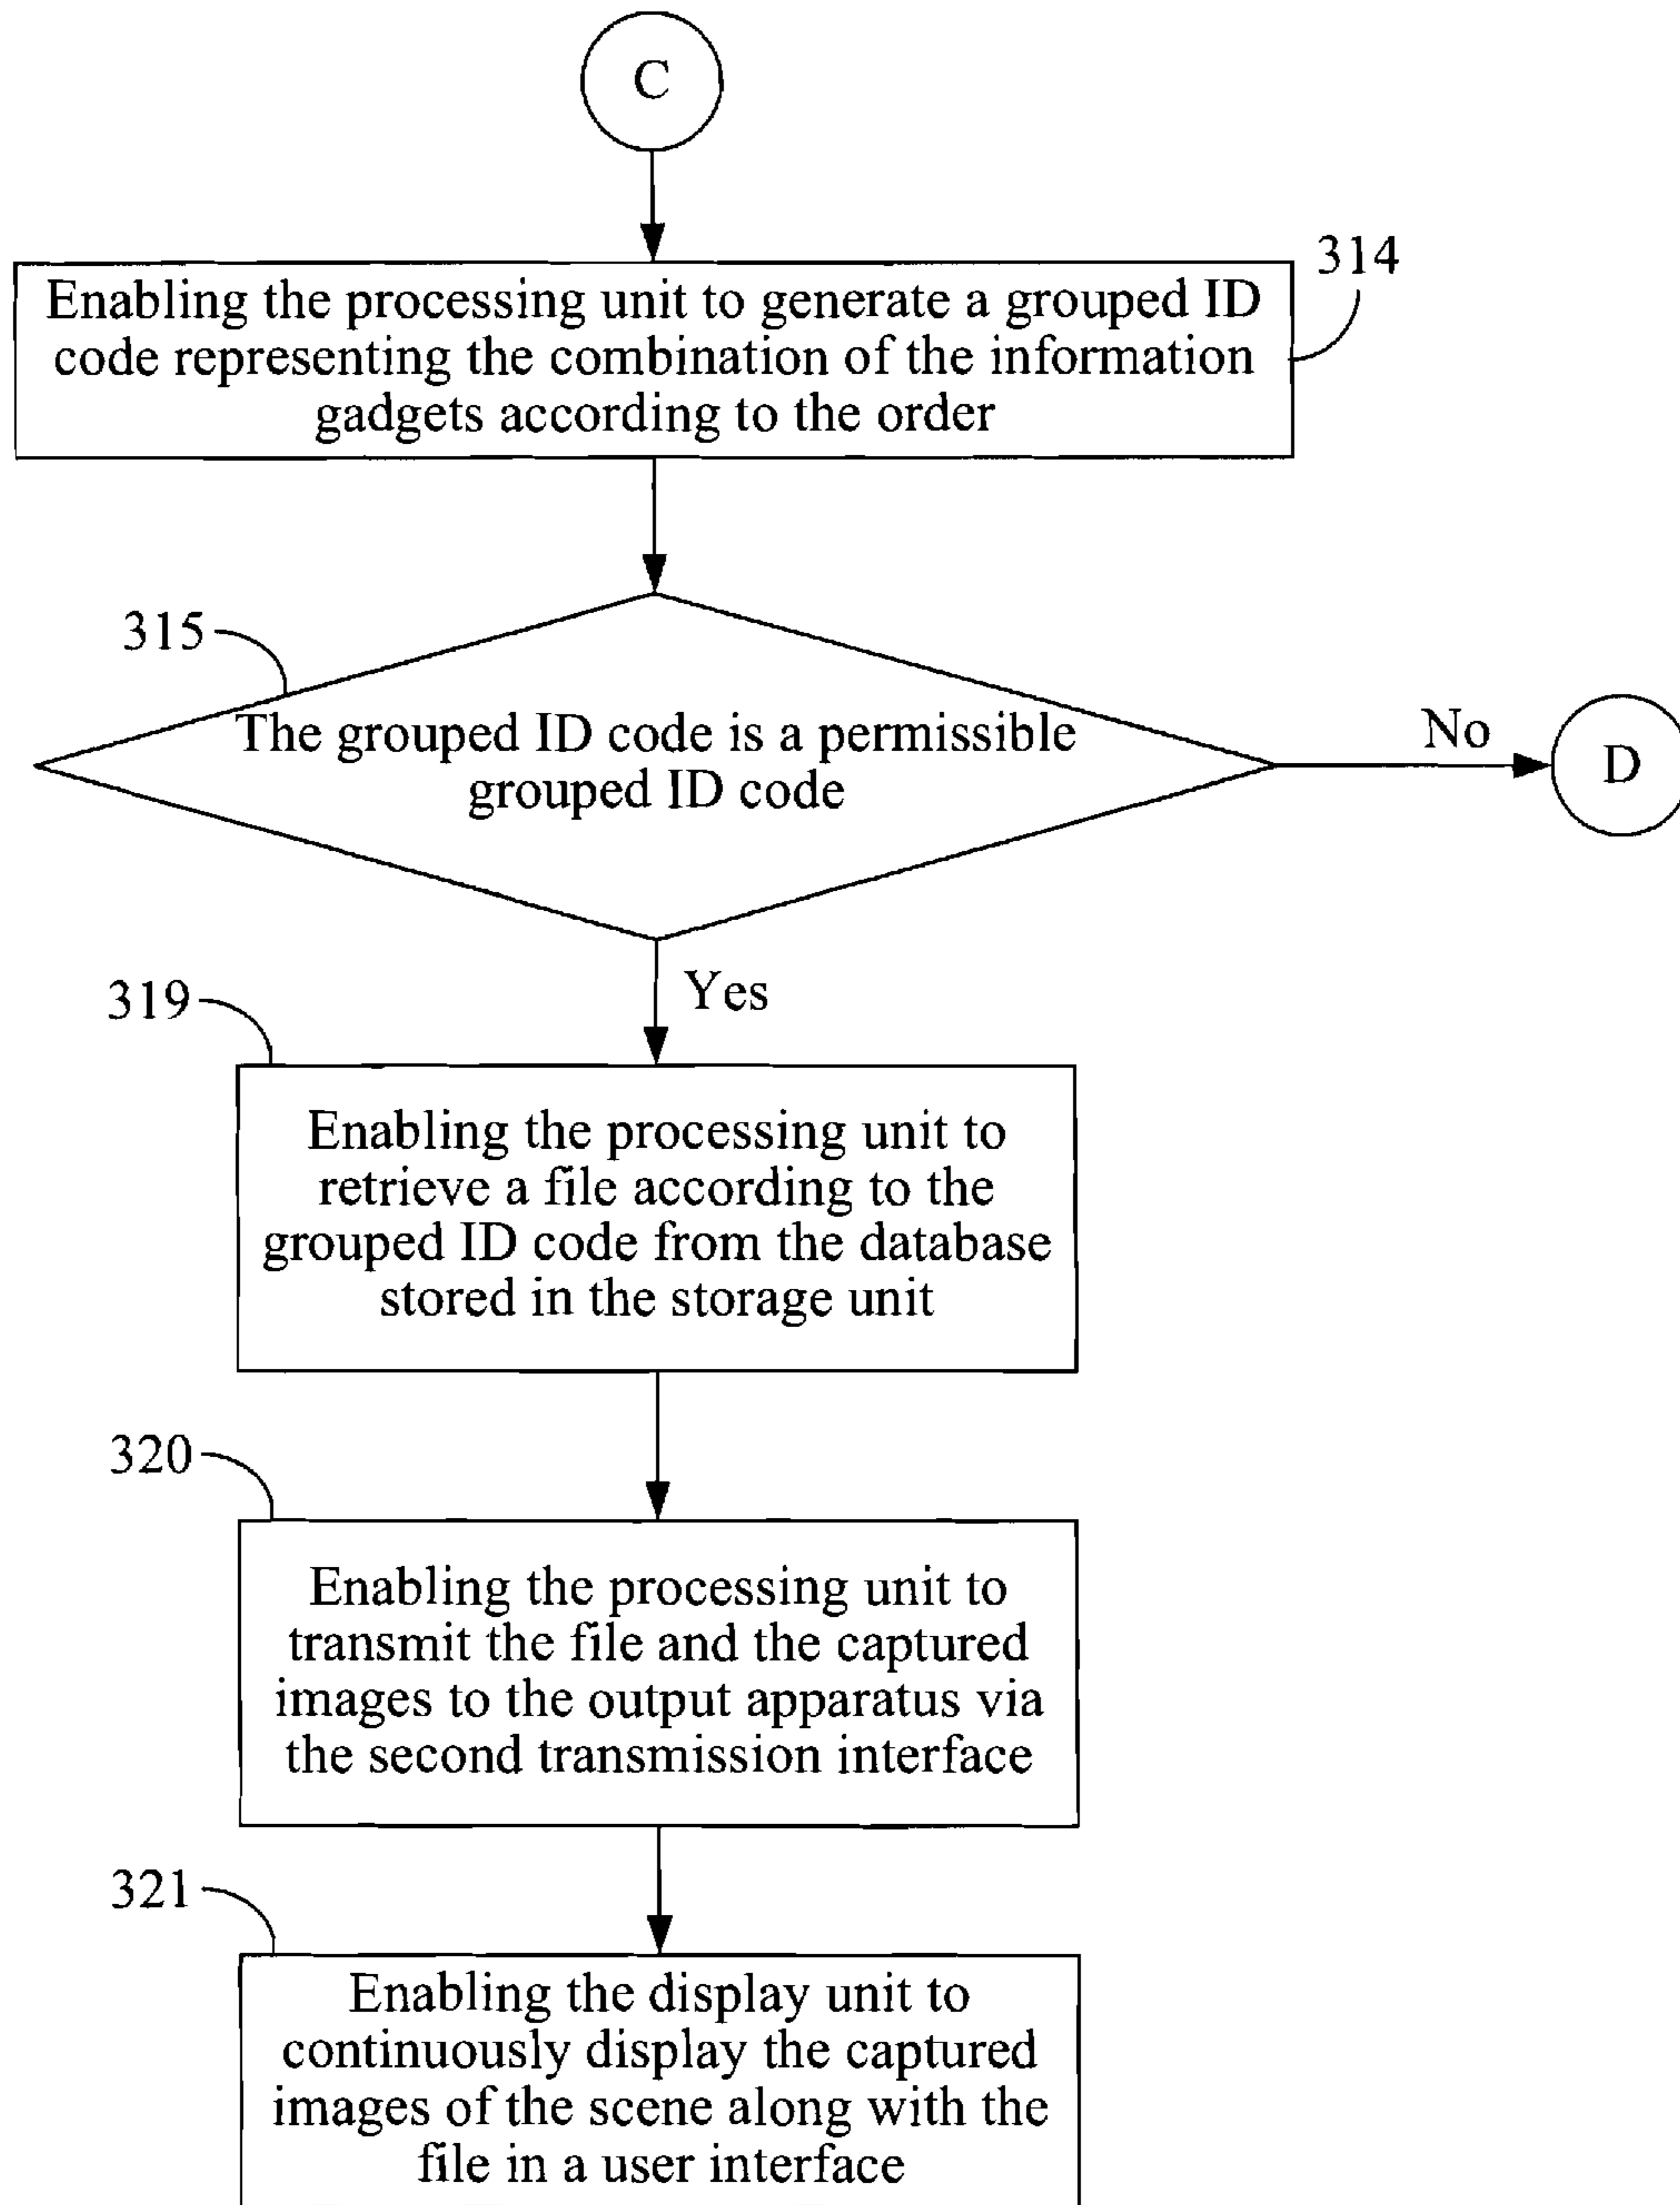 C
314
Enabling the processing unit to generate a grouped ID
code representing the combination of the information
gadgets according to the order
315
The grouped ID code is a permissible
grouped ID code
No
D
Yes
319
Enabling the processing unit to
retrieve a file according to the
grouped ID code from the database
stored in the storage unit
320
Enabling the processing unit to
transmit the file and the captured
images to the output apparatus via
the second transmission interface
321
Enabling the display unit to
continuously display the captured
images of the scene along with the
file in a user interface